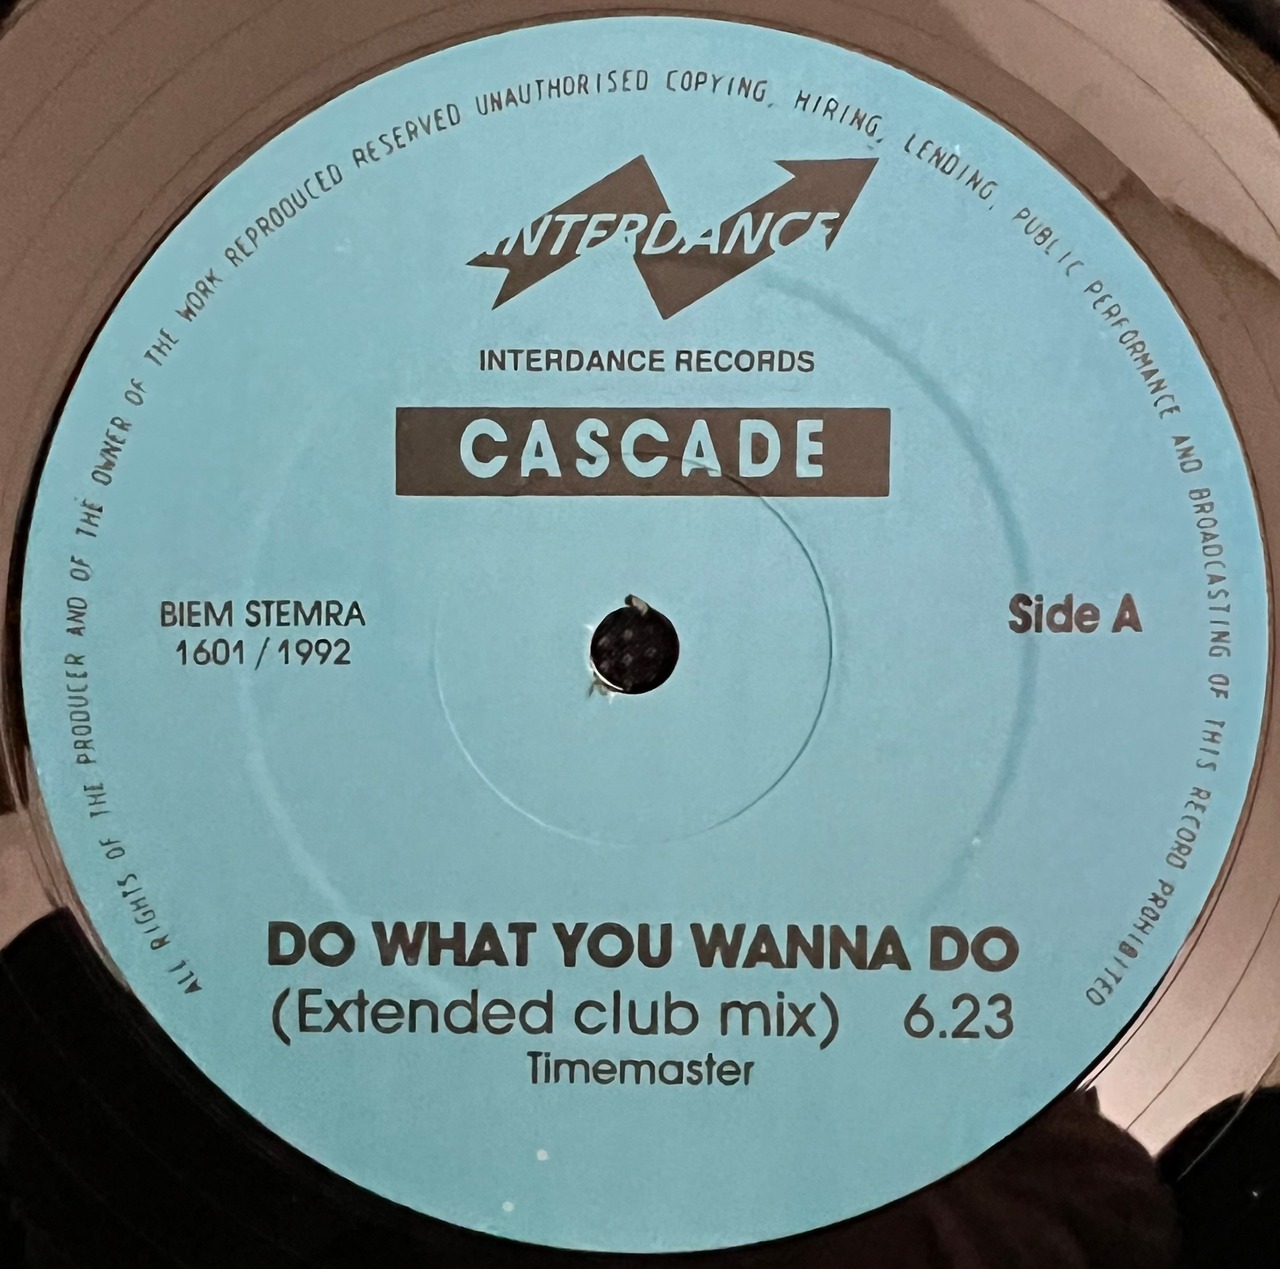 ALL RIGHTS OF THE PRODUCER AND OF THE OWNER OF THE WORK REPRODUCED RESERVED UNAUTHORISED COPYING, HIRING, LENDING, PUBLIC PERFORMANCE AND BROADCASTING OF THIS RECORD PROHIBITED
INTERDANCE
INTERDANCE RECORDS
CASCADE
BIEM STEMRA
1601 / 1992
Side A
DO WHAT YOU WANNA DO
(Extended club mix) 6.23
Timemaster